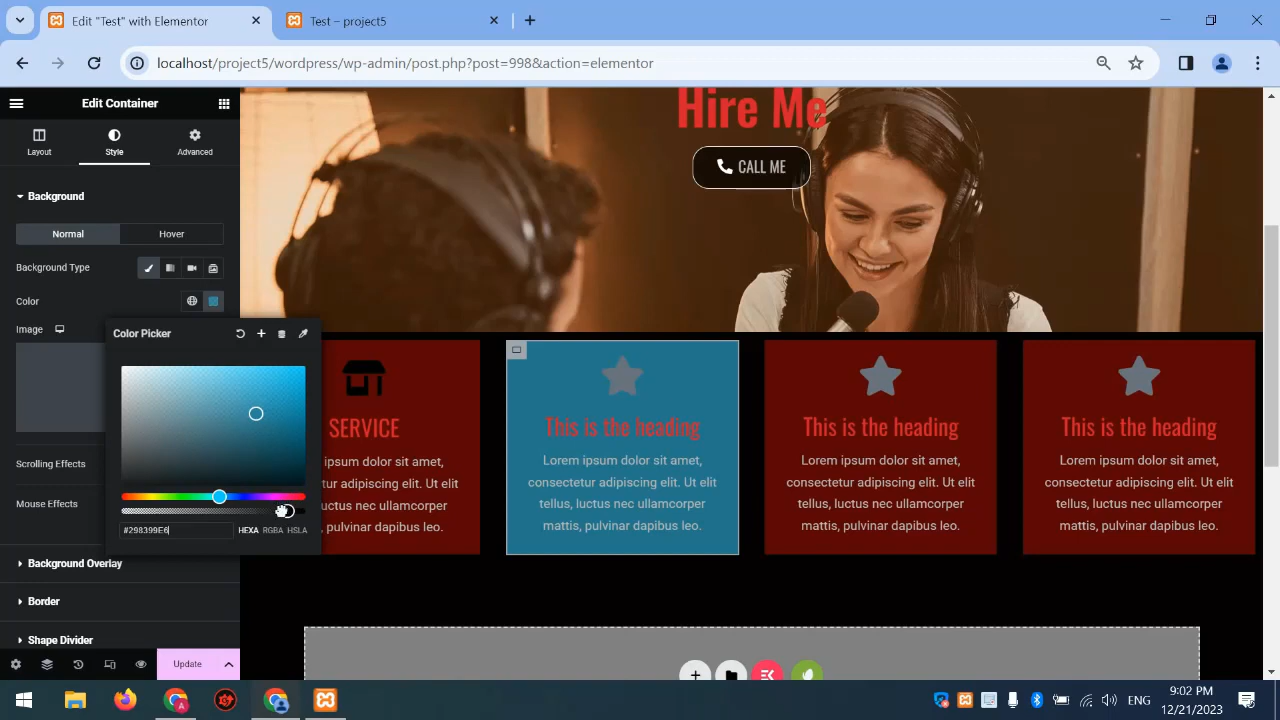 Edit "Test" with Elementor
Test – project5
localhost/project5/wordpress/wp-admin/post.php?post=998&action=elementor
Edit Container
Layout
Style
Advanced
Background
Normal
Hover
Background Type
Color
Image
Color Picker
#298399E6
HEXA RGBA HSLA
Scrolling Effects
Mouse Effects
Background Overlay
Border
Shape Divider
Update
Hire Me
CALL ME
SERVICE
ipsum dolor sit amet,
tur adipiscing elit. Ut elit
uctus nec ullamcorper
, pulvinar dapibus leo.
This is the heading
Lorem ipsum dolor sit amet,
consectetur adipiscing elit. Ut elit
tellus, luctus nec ullamcorper
mattis, pulvinar dapibus leo.
This is the heading
Lorem ipsum dolor sit amet,
consectetur adipiscing elit. Ut elit
tellus, luctus nec ullamcorper
mattis, pulvinar dapibus leo.
This is the heading
Lorem ipsum dolor sit amet,
consectetur adipiscing elit. Ut elit
tellus, luctus nec ullamcorper
mattis, pulvinar dapibus leo.
ENG
9:02 PM
12/21/2023